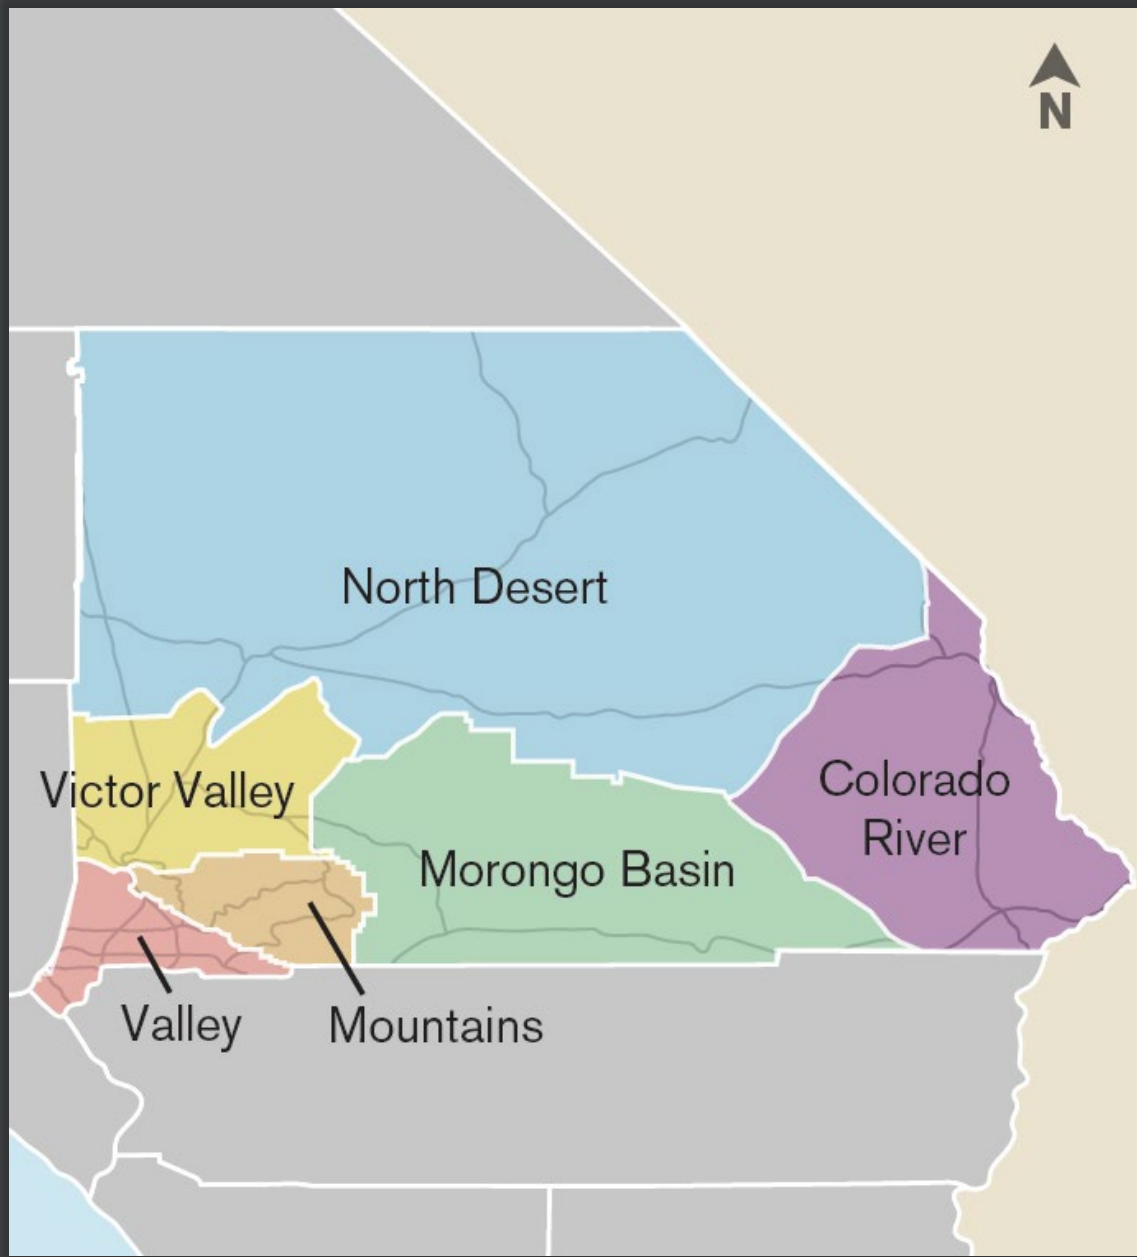 N
North Desert
Victor Valley
Colorado
River
Morongo Basin
Valley
Mountains